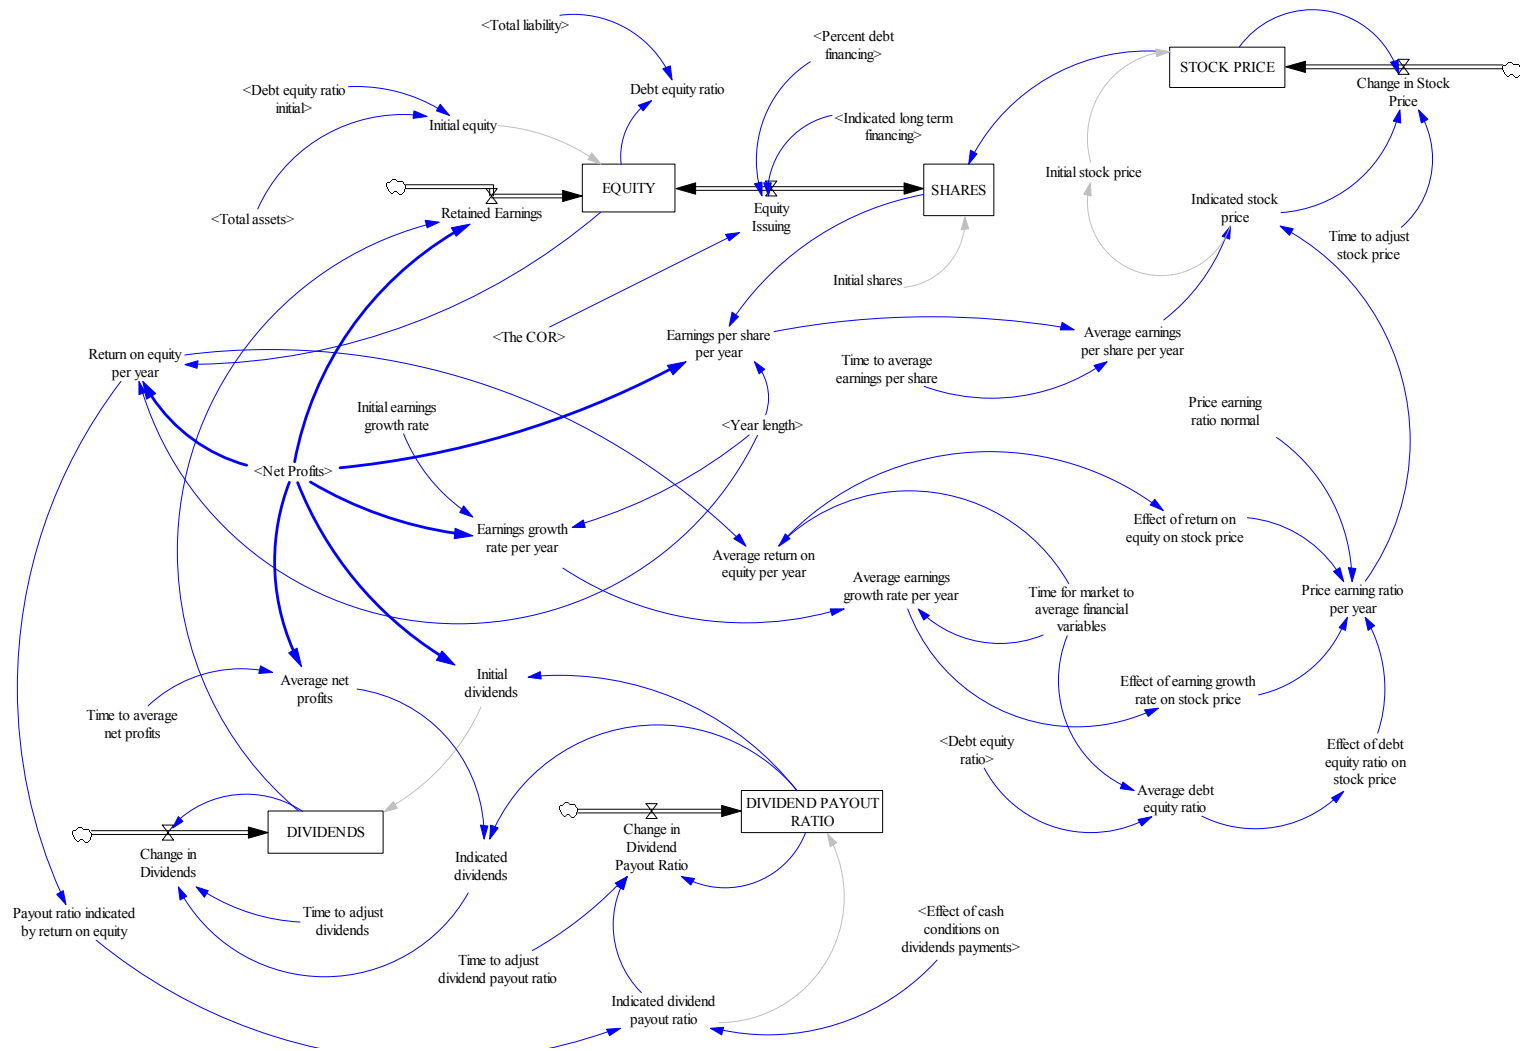 <Total liability>
<Percent debt
financing>
STOCK PRICE
Change in Stock
Price
<Debt equity ratio
initial>
Debt equity ratio
Initial equity
<Indicated long term
financing>
Initial stock price
EQUITY
SHARES
Indicated stock
price
<Total assets>
Retained Earnings
Equity
Issuing
Time to adjust
stock price
Initial shares
<The COR>
Earnings per share
per year
Average earnings
per share per year
Return on equity
per year
Time to average
earnings per share
Initial earnings
growth rate
<Year length>
Price earning
ratio normal
<Net Profits>
Earnings growth
rate per year
Effect of return on
equity on stock price
Average return on
equity per year
Average earnings
growth rate per year
Time for market to
average financial
variables
Price earning ratio
per year
Average net
profits
Initial
dividends
Effect of earning growth
rate on stock price
Time to average
net profits
<Debt equity
ratio>
Effect of debt
equity ratio on
stock price
Average debt
equity ratio
DIVIDEND PAYOUT
RATIO
DIVIDENDS
Change in
Dividend
Payout Ratio
Change in
Dividends
Indicated
dividends
Payout ratio indicated
by return on equity
Time to adjust
dividends
<Effect of cash
conditions on
dividends payments>
Time to adjust
dividend payout ratio
Indicated dividend
payout ratio